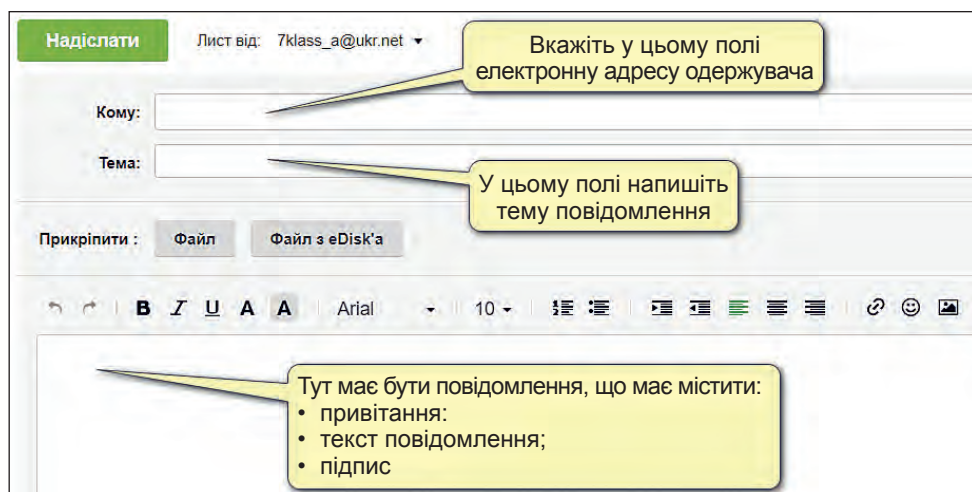 Надіслати Лист від: 7klass_a@ukr.net
Вкажіть у цьому полі
електронну адресу одержувача
Кому:
Тема:
У цьому полі напишіть
тему повідомлення
Прикріпити : Файл Файл з eDisk'а
B I U A A Arial 10
Тут має бути повідомлення, що має містити:
• привітання:
• текст повідомлення;
• підпис